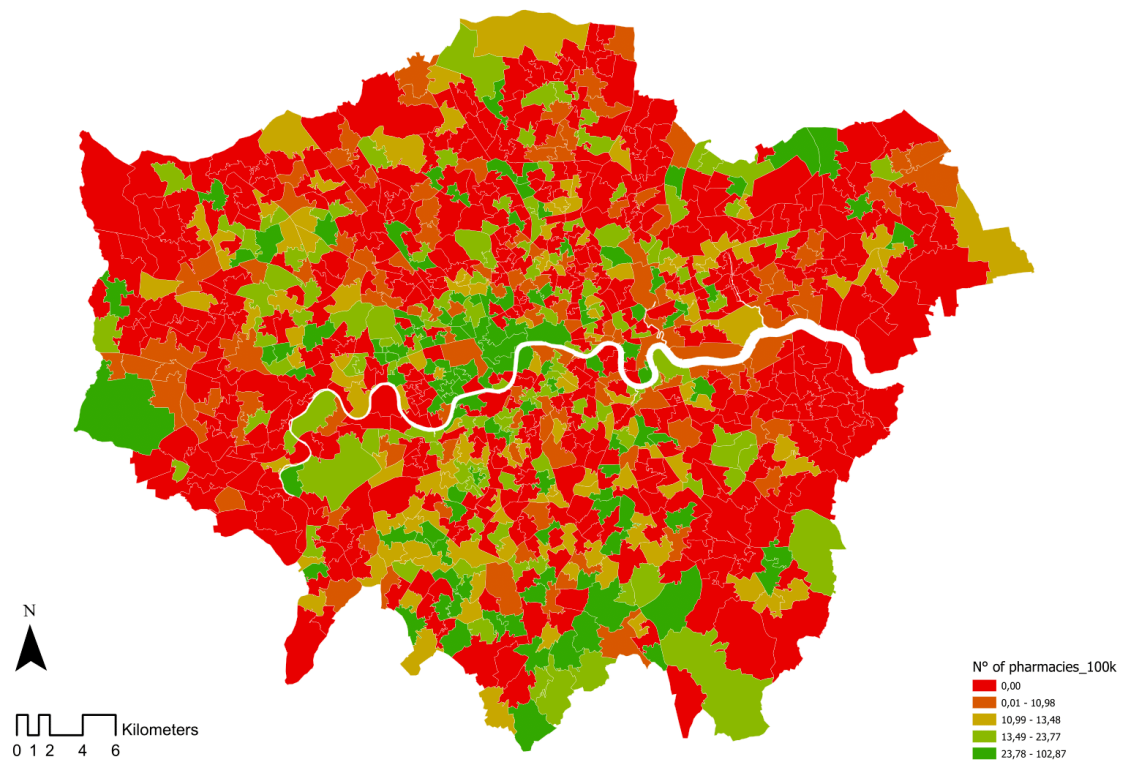 N
Kilometers
0 1 2 4 6
N° of pharmacies_100k
0,00
0,01 - 10,98
10,99 - 13,48
13,49 - 23,77
23,78 - 102,87